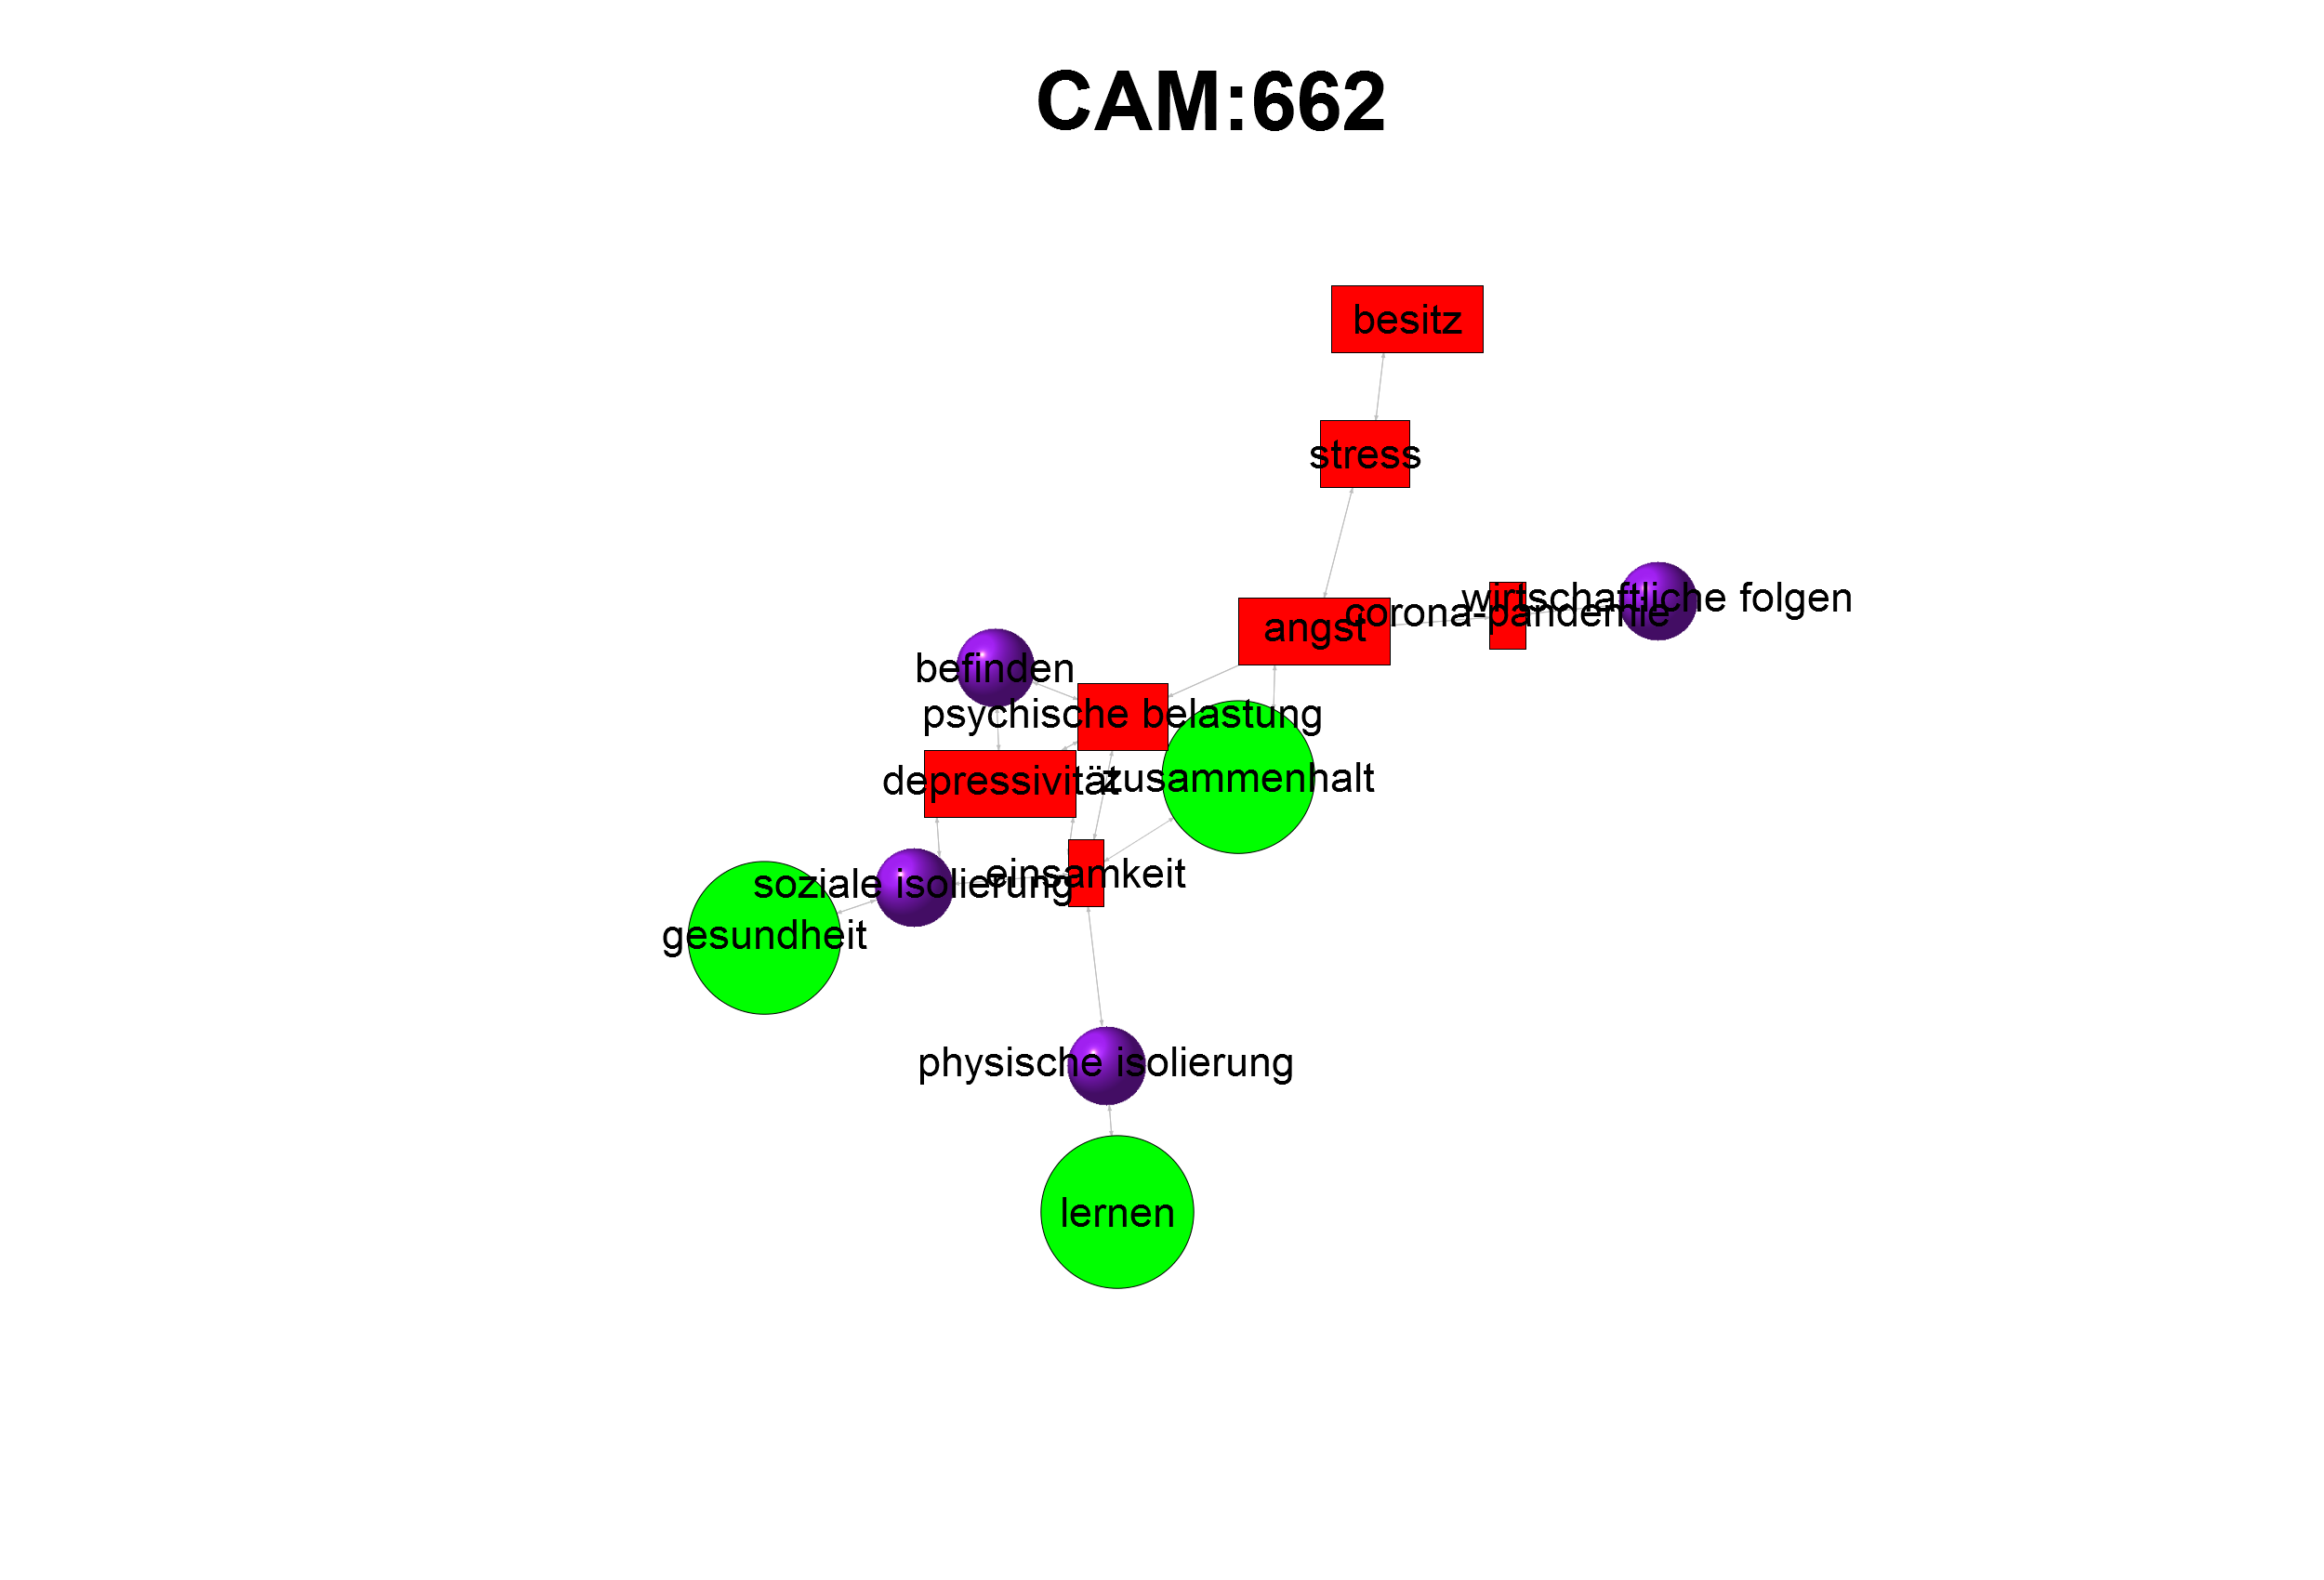 CAM:662
besitz
stress
wirtschaftliche folgen
corona-pandemie
angst
befinden
psychische belastung
depressivität
zusammenhalt
einsamkeit
soziale isolierung
gesundheit
physische isolierung
lernen